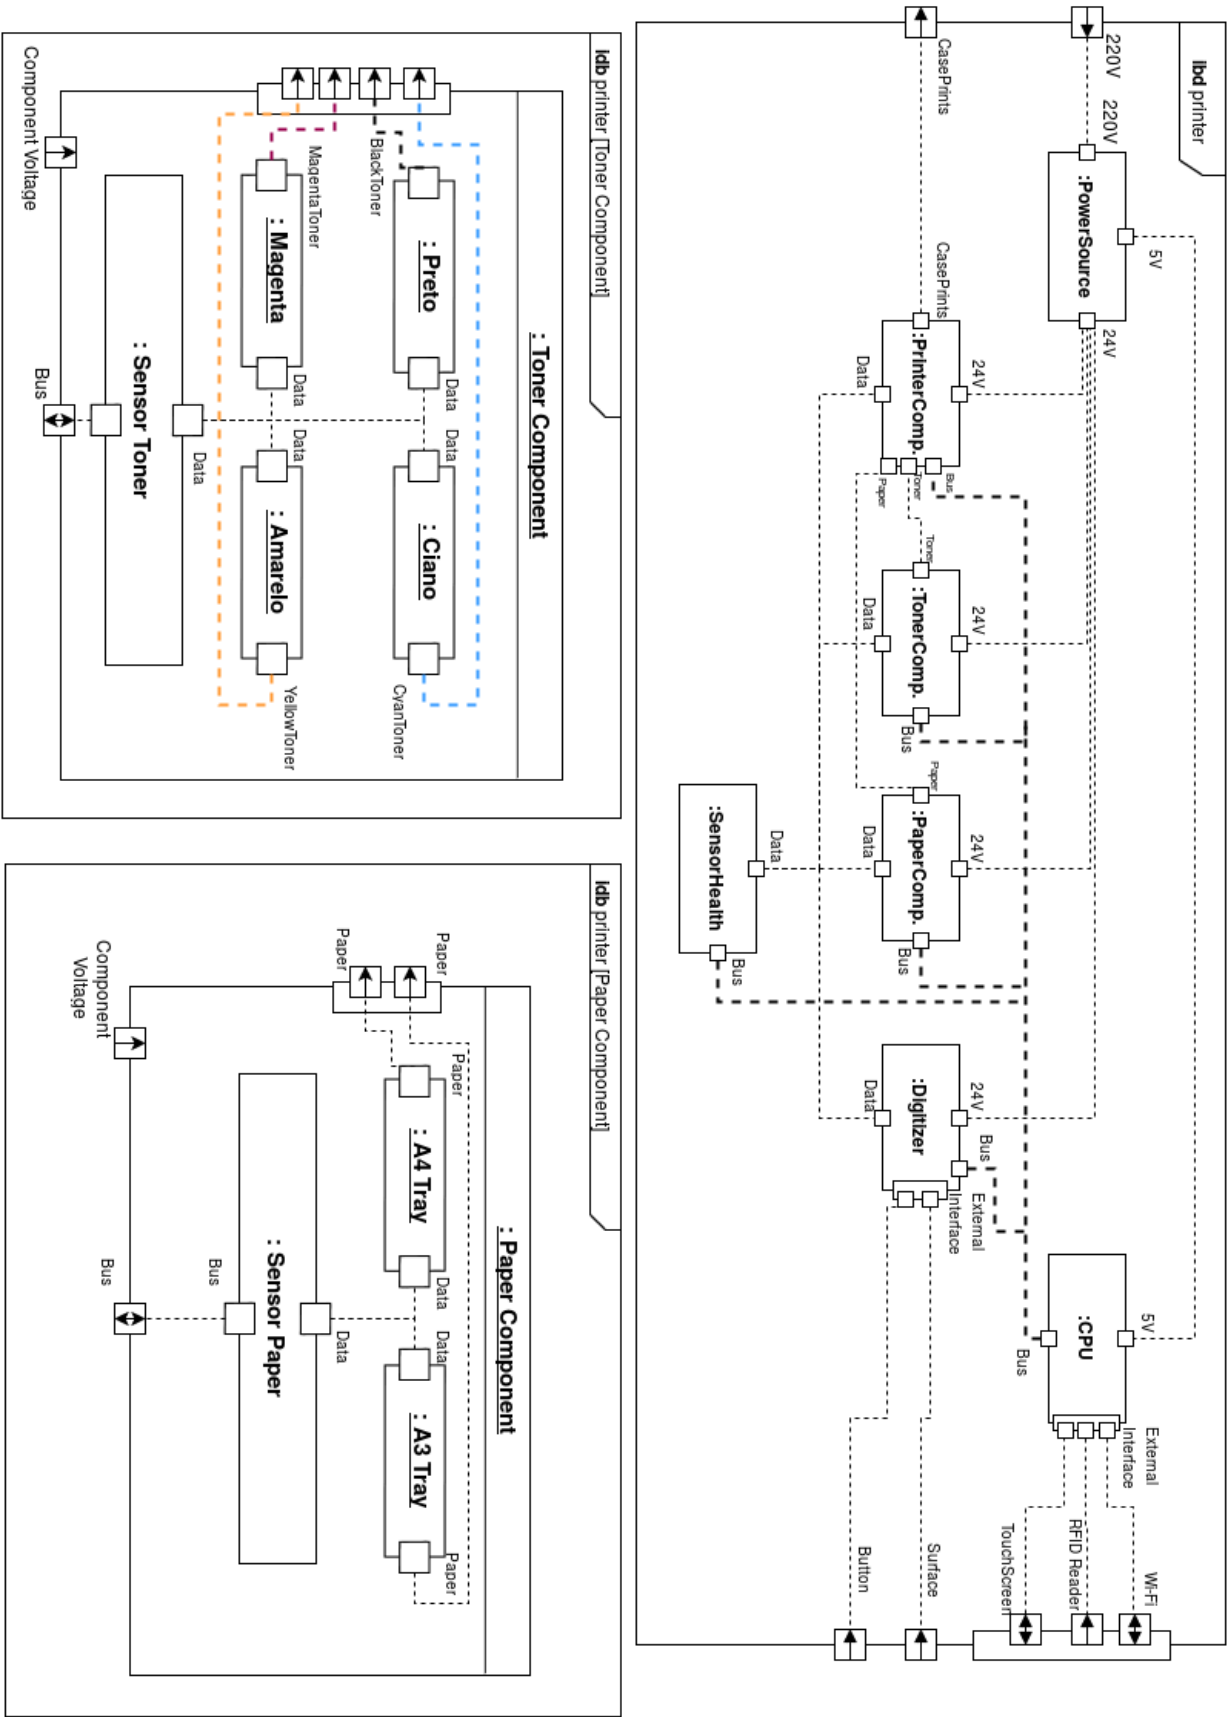 ibd printer
220V
220V
:PowerSource
5V
24V
CasePrints
CasePrints
:PrinterComp.
24V
Data
Bus
Toner
Paper
Toner
:TonerComp.
24V
Data
Bus
Paper
:PaperComp.
24V
Data
Bus
Data
:SensorHealth
Bus
:Digitizer
24V
Data
Bus
External
Interface
5V
:CPU
Bus
External
Interface
Wi-Fi
RFID Reader
TouchScreen
Surface
Button
idb printer [Toner Component]
: Toner Component
BlackToner
: Preto
Data
Data
: Ciano
CyanToner
MagentaToner
: Magenta
Data
Data
: Amarelo
YellowToner
Data
: Sensor Toner
Component Voltage
Bus
idb printer [Paper Component]
: Paper Component
Paper
Paper
Paper
: A4 Tray
Data
Data
: A3 Tray
Paper
Data
: Sensor Paper
Bus
Component
Voltage
Bus